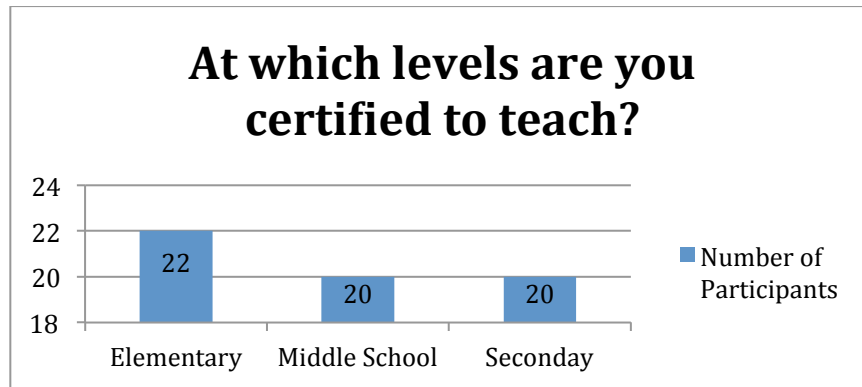 At which levels are you
certified to teach?
24
22
20
18
22
20
20
Elementary
Middle School
Seconday
Number of
Participants